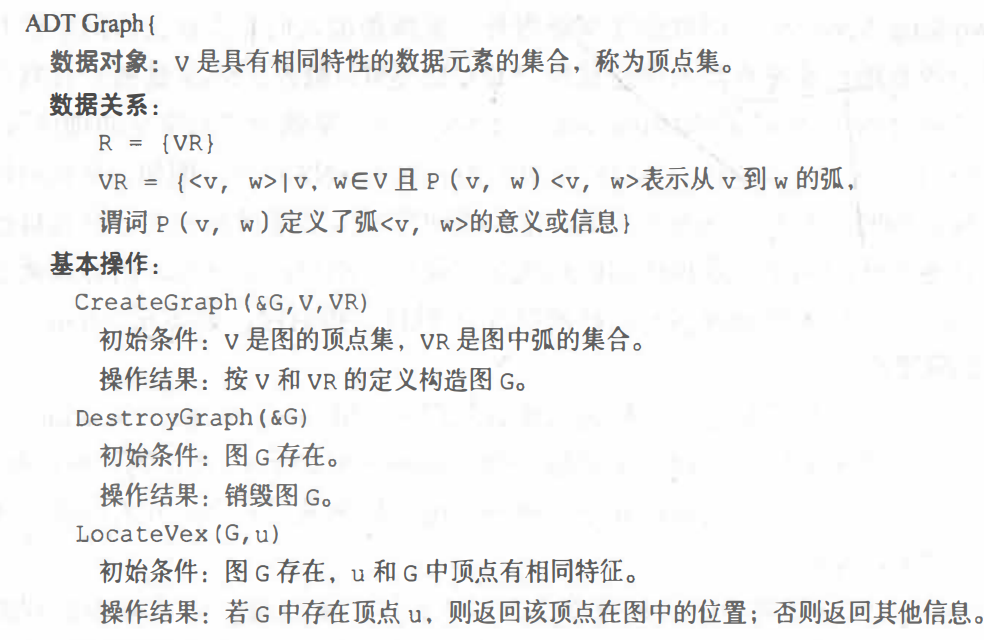 ADT Graph{
数据对象：V 是具有相同特性的数据元素的集合，称为顶点集。
数据关系：
R = {VR}
VR = {<v, w>|v, w∈V 且 P(v, w)<v, w>表示从 v 到 w 的弧，
谓词 P(v, w)定义了弧<v, w>的意义或信息}
基本操作：
CreateGraph(&G,V,VR)
初始条件：V 是图的顶点集，VR 是图中弧的集合。
操作结果：按 V 和 VR 的定义构造图 G。
DestroyGraph(&G)
初始条件：图 G 存在。
操作结果：销毁图 G。
LocateVex(G,u)
初始条件：图 G 存在，u 和 G 中顶点有相同特征。
操作结果：若 G 中存在顶点 u，则返回该顶点在图中的位置；否则返回其他信息。